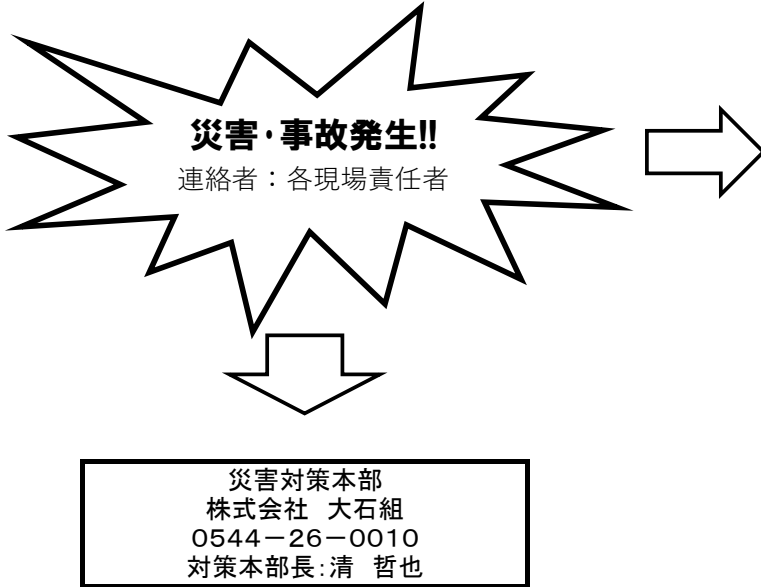 災害・事故発生!!
連絡者：各現場責任者
災害対策本部
株式会社　大石組
0544－26－0010
対策本部長:清　哲也